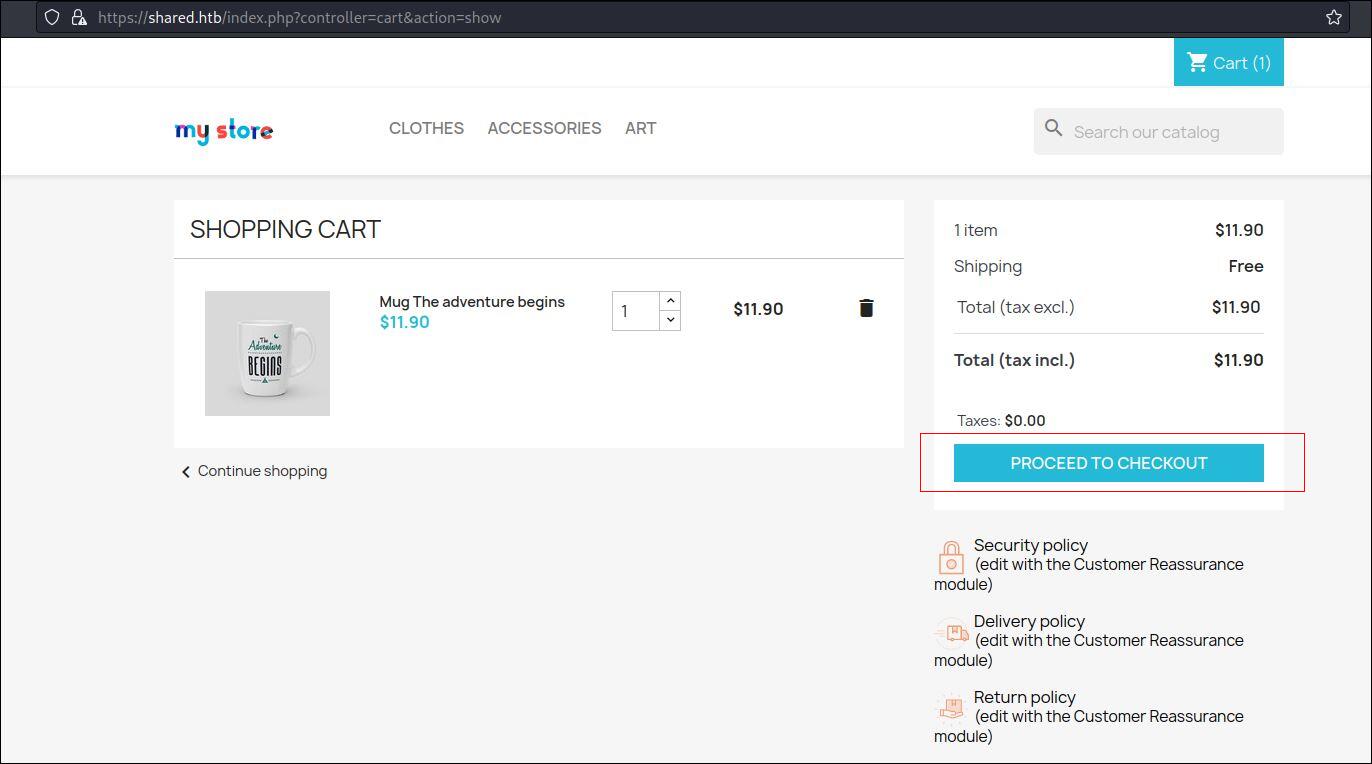 https://shared.htb/index.php?controller=cart&action=show
Cart (1)
my store
CLOTHES ACCESSORIES ART
Search our catalog
SHOPPING CART
Mug The adventure begins
$11.90
1
$11.90
The
Adventure
BEGINS
Continue shopping
1 item $11.90
Shipping Free
Total (tax excl.) $11.90
Total (tax incl.) $11.90
Taxes: $0.00
PROCEED TO CHECKOUT
Security policy
(edit with the Customer Reassurance
module)
Delivery policy
(edit with the Customer Reassurance
module)
Return policy
(edit with the Customer Reassurance
module)